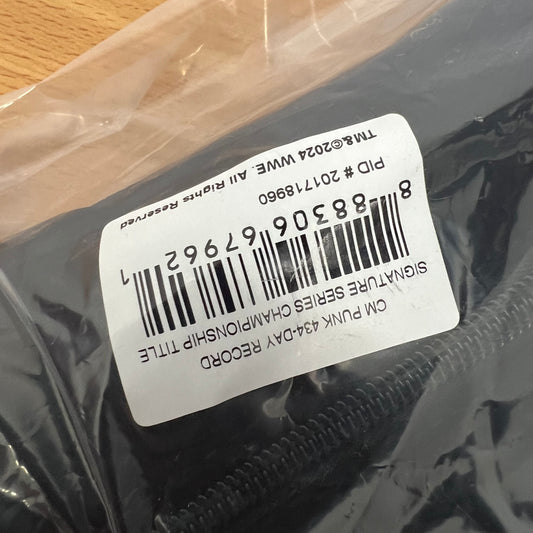 CM PUNK 434-DAY RECORD
SIGNATURE SERIES CHAMPIONSHIP TITLE
8 88306 67962 1
PID # 201718960
TM&©2024 WWE. All Rights Reserved